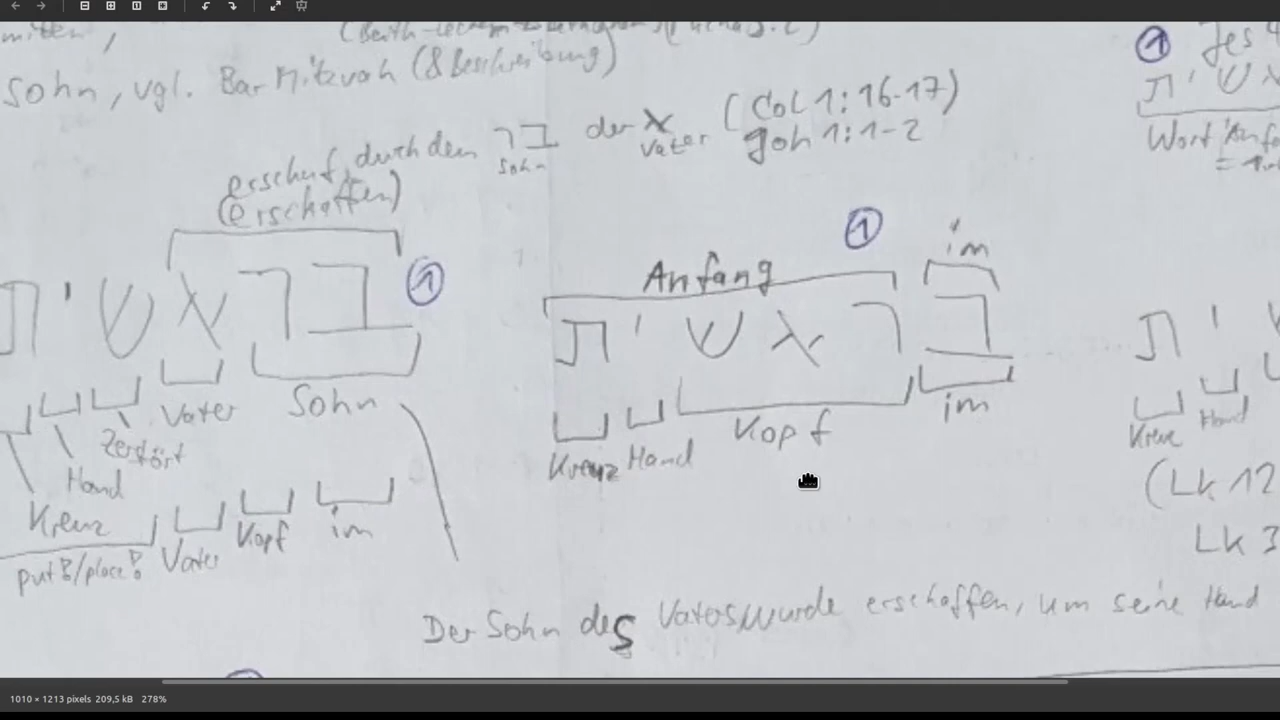 Sohn, vgl. Bar Mitzvah (& Beschreibung)
erschuf, durch den בר der א (Col 1:16-17)
Sohn Vater Joh 1:1-2
(erschaffen)
1 Jes
Wort Anfa
1
בראשית
Vater Sohn
Zerstört
Hand
Kreuz
Vater Kopf im
put?/place?
1
Anfang im
בראשית
Kreuz Hand Kopf im
Kreuz Hand
(Lk 12
Lk 3
Der Sohn des Vaters wurde erschaffen, um seine Hand
1010 × 1213 pixels 209,5 kB 278%